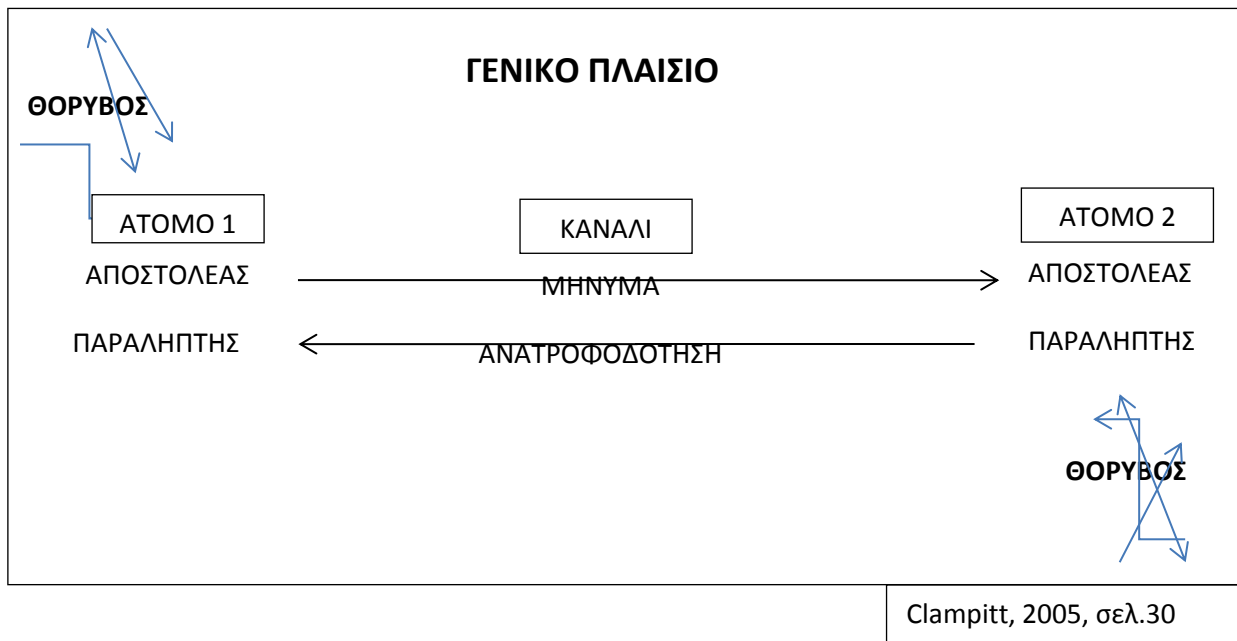 ΓΕΝΙΚΟ ΠΛΑΙΣΙΟ
ΘΟΡΥΒΟΣ
ΑΤΟΜΟ 1
ΚΑΝΑΛΙ
ΑΤΟΜΟ 2
ΑΠΟΣΤΟΛΕΑΣ
ΜΗΝΥΜΑ
ΑΠΟΣΤΟΛΕΑΣ
ΠΑΡΑΛΗΠΤΗΣ
ΑΝΑΤΡΟΦΟΔΟΤΗΣΗ
ΠΑΡΑΛΗΠΤΗΣ
ΘΟΡΥΒΟΣ
Clampitt, 2005, σελ.30